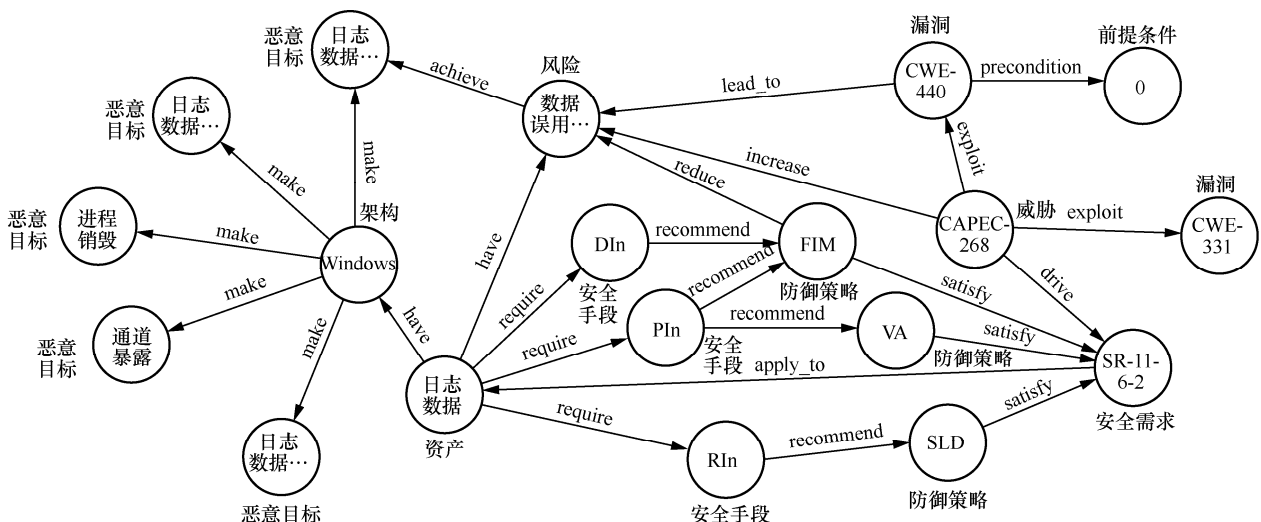 恶意
目标
日志
数据…
achieve
风险
数据
误用…
lead_to
漏洞
CWE-
440
precondition
前提条件
0
恶意
目标
日志
数据…
make
make
exploit
increase
reduce
恶意
目标
进程
销毁
make
架构
Windows
have
DIn
安全
手段
recommend
FIM
防御策略
CAPEC-
268
威胁
exploit
漏洞
CWE-
331
drive
恶意
目标
通道
暴露
make
make
have
require
require
PIn
安全
手段
recommend
recommend
VA
防御策略
satisfy
satisfy
apply_to
SR-11-
6-2
安全需求
日志
数据
资产
require
RIn
安全手段
recommend
SLD
防御策略
satisfy
日志
数据…
恶意目标